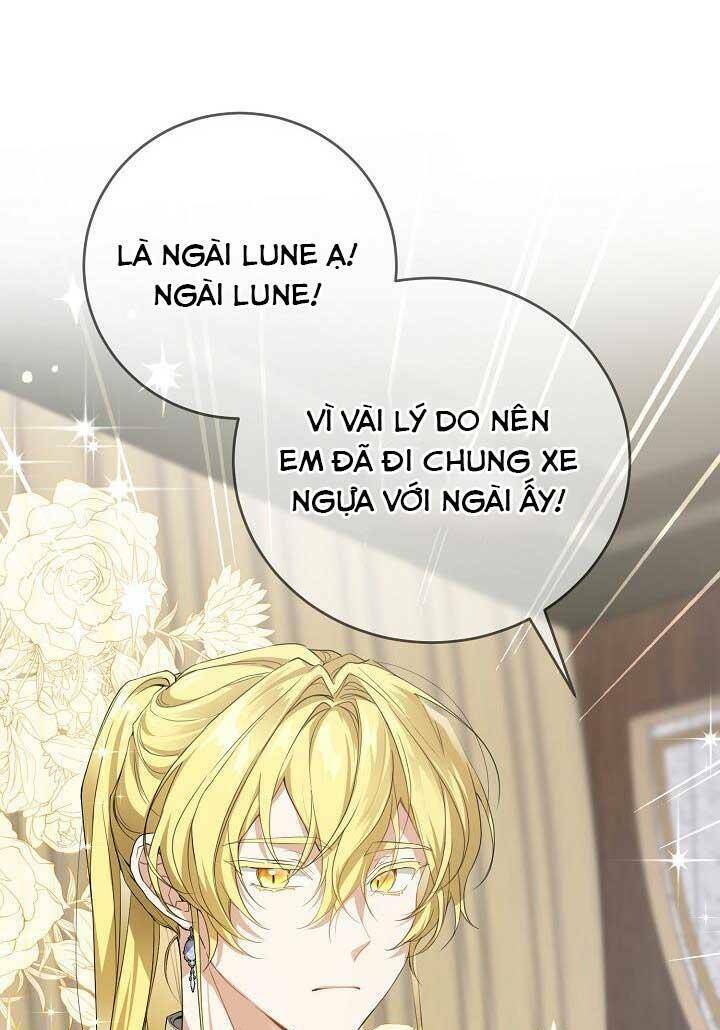 LÀ NGÀI LUNE Ạ!
NGÀI LUNE!
VÌ VÀI LÝ DO NÊN
EM ĐÃ ĐI CHUNG XE
NGỰA VỚI NGÀI ẤY!